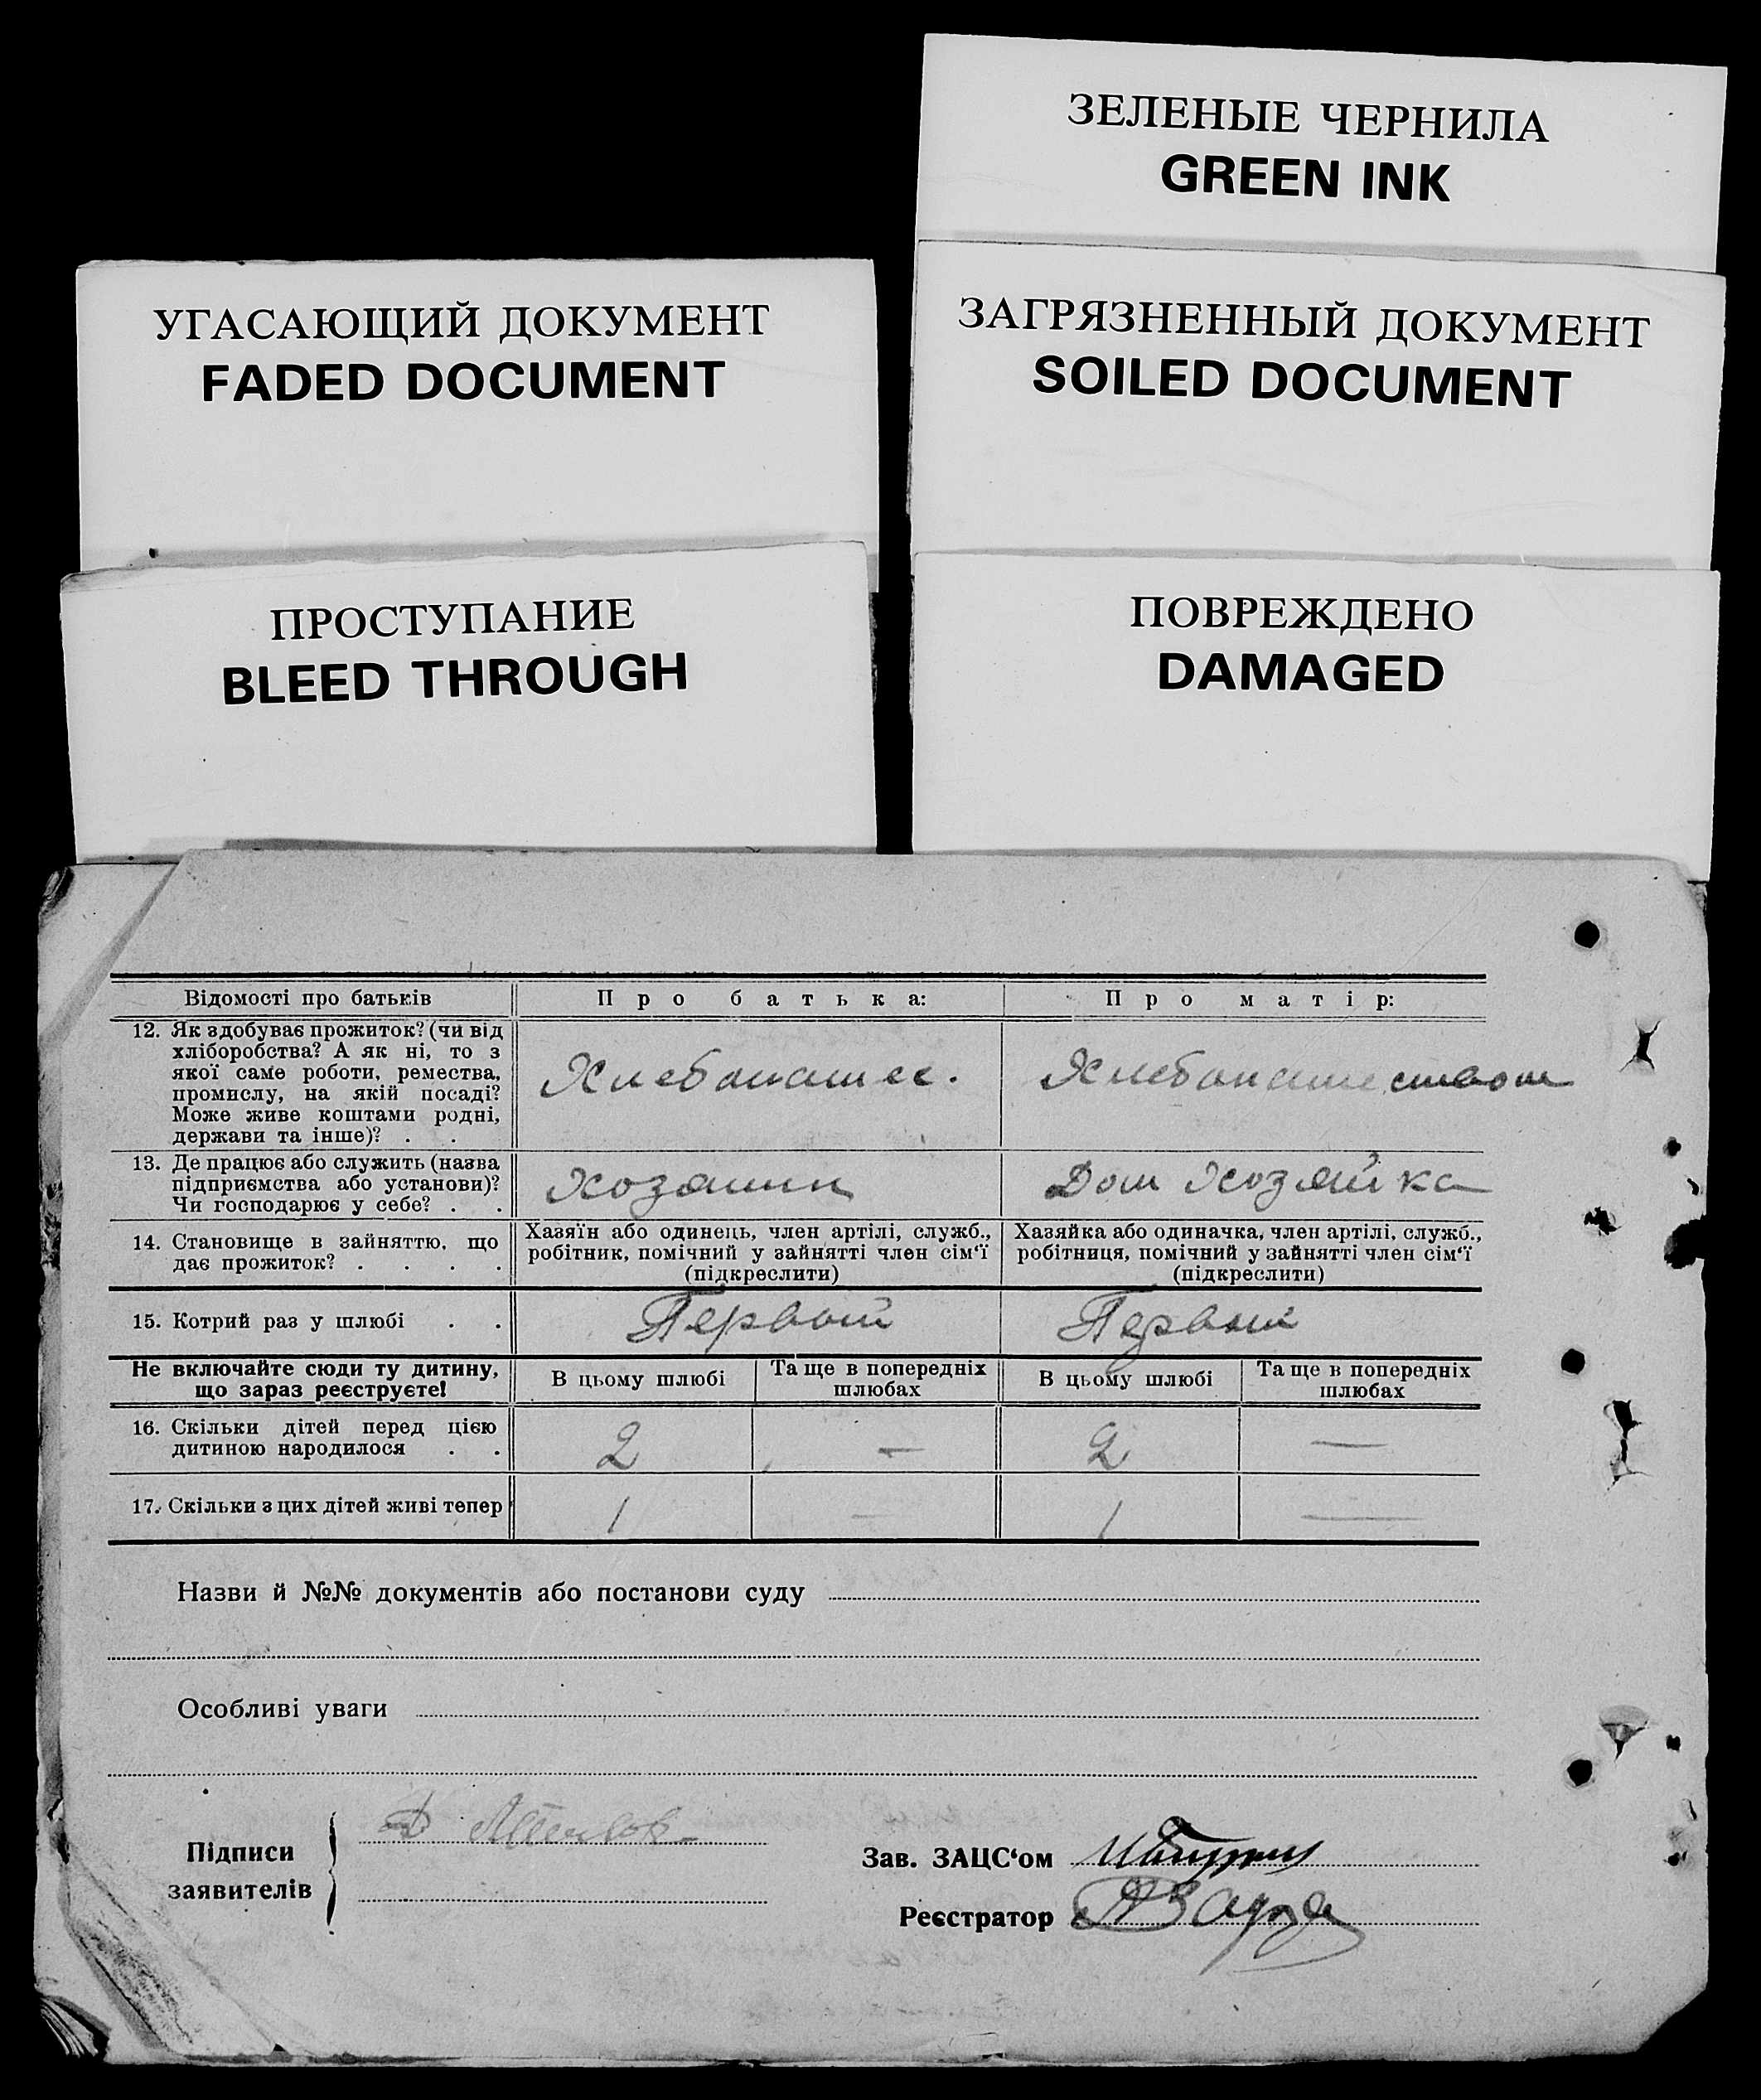 ЗЕЛЕНЫЕ ЧЕРНИЛА
GREEN INK
УГАСАЮЩИЙ ДОКУМЕНТ
FADED DOCUMENT
ЗАГРЯЗНЕННЫЙ ДОКУМЕНТ
SOILED DOCUMENT
ПРОСТУПАНИЕ
BLEED THROUGH
ПОВРЕЖДЕНО
DAMAGED
Відомості про батьків
Про батька:
Про матір:
12. Як здобуває прожиток? (чи від
хліборобства? А як ні, то з
якої саме роботи, ремества,
промислу, на якій посаді?
Може живе коштами родні,
держави та інше)? . .
Хлебопашес.
Хлебопашеством
13. Де працює або служить (назва
підприємства або установи)?
Чи господарює у себе? . .
Хозяин
Дом Хозяйка
14. Становище в зайняттю, що
дає прожиток? . . . .
Хазяїн або одинець, член артілі, служб.,
робітник, помічний у зайнятті член сім‘ї
(підкреслити)
Хазяйка або одиначка, член артілі, служб.,
робітниця, помічний у зайнятті член сім‘ї
(підкреслити)
15. Котрий раз у шлюбі . .
Первый
Первый
Не включайте сюди ту дитину,
що зараз реєструєте!
В цьому шлюбі
Та ще в попередніх
шлюбах
В цьому шлюбі
Та ще в попередніх
шлюбах
16. Скільки дітей перед цією
дитиною народилося . .
2
—
2
—
17. Скільки з цих дітей живі тепер
1
—
1
—
Назви й №№ документів або постанови суду
Особливі уваги
Підписи
заявителів
Зав. ЗАЦС‘ом
Реєстратор